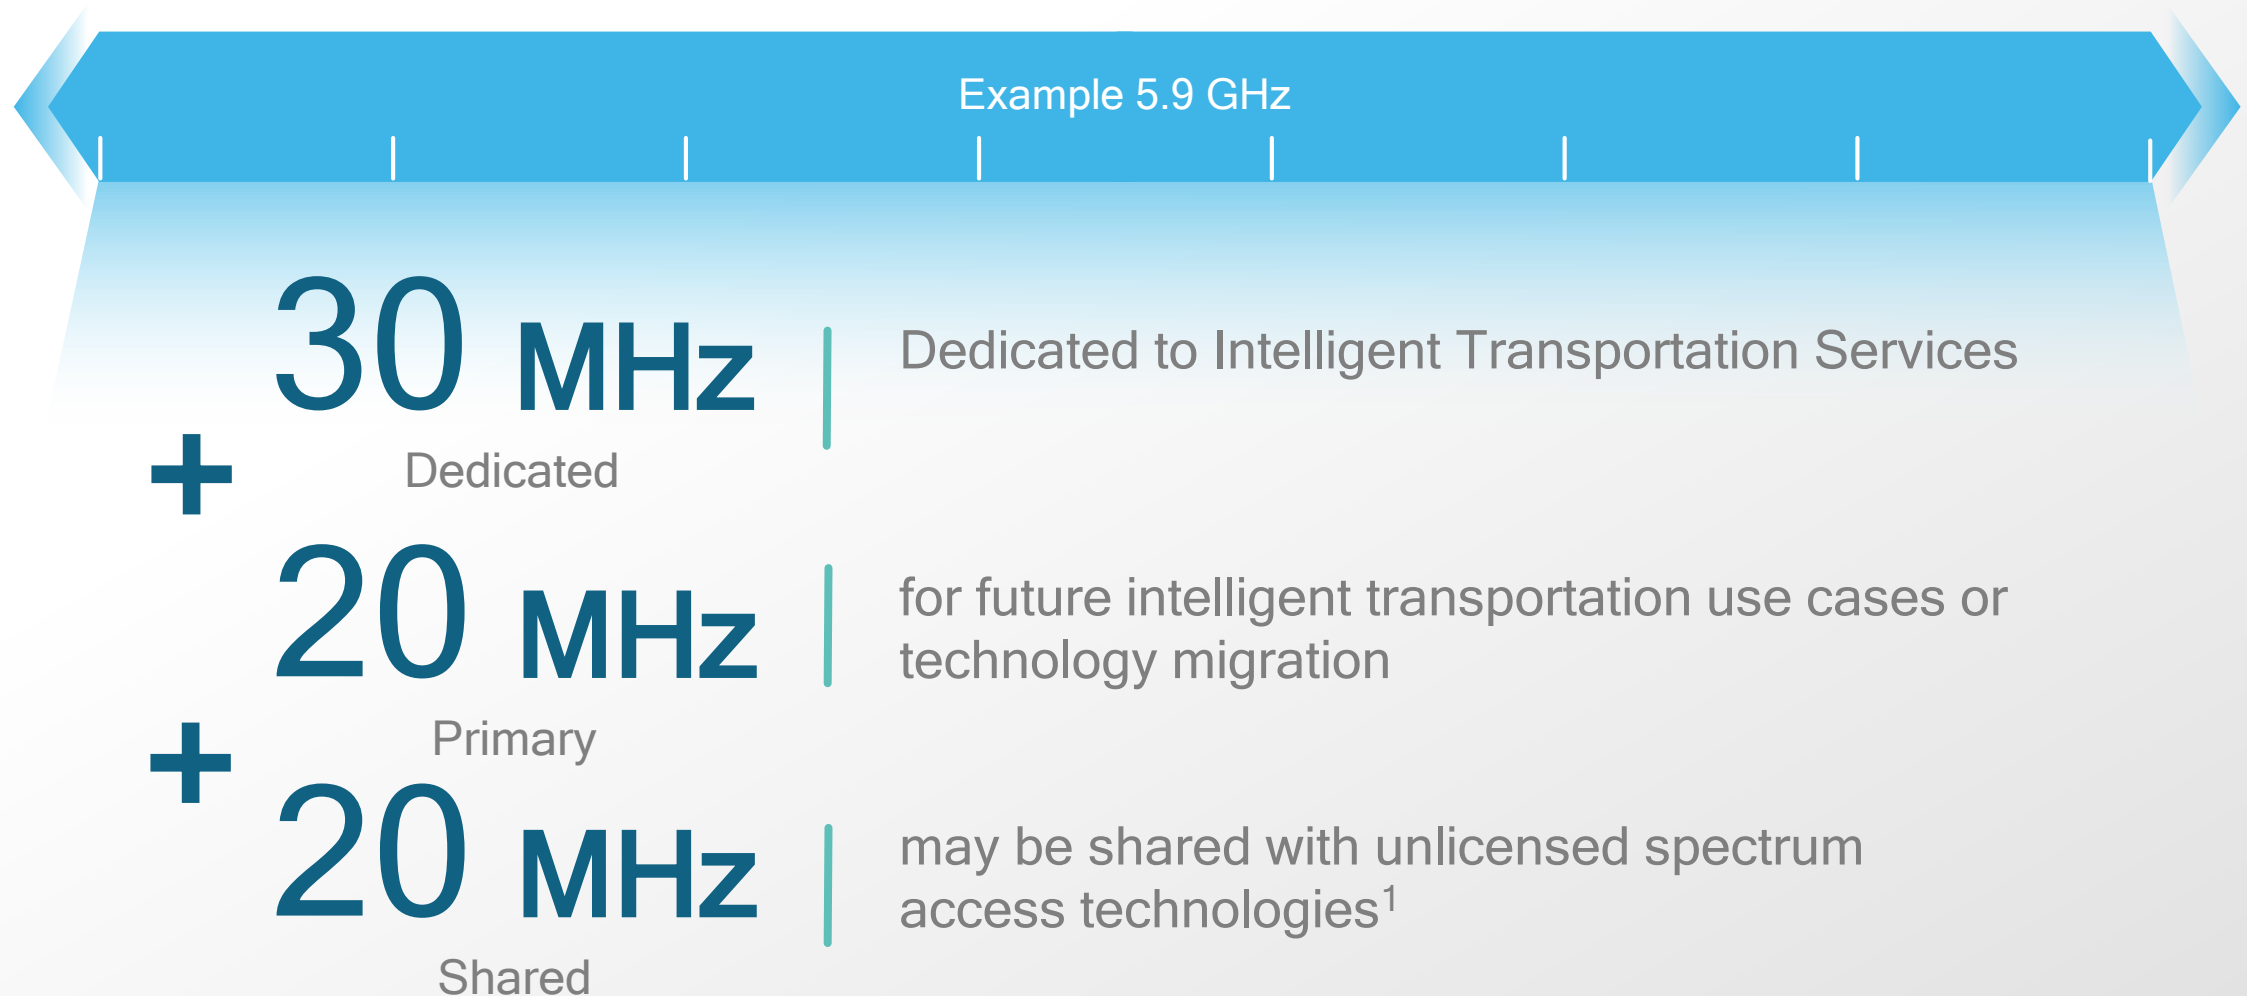 Example 5.9 GHz
30 MHz
Dedicated to Intelligent Transportation Services
+
Dedicated
20 MHz
for future intelligent transportation use cases or
technology migration
+
Primary
20 MHz
may be shared with unlicensed spectrum
access technologies¹
Shared